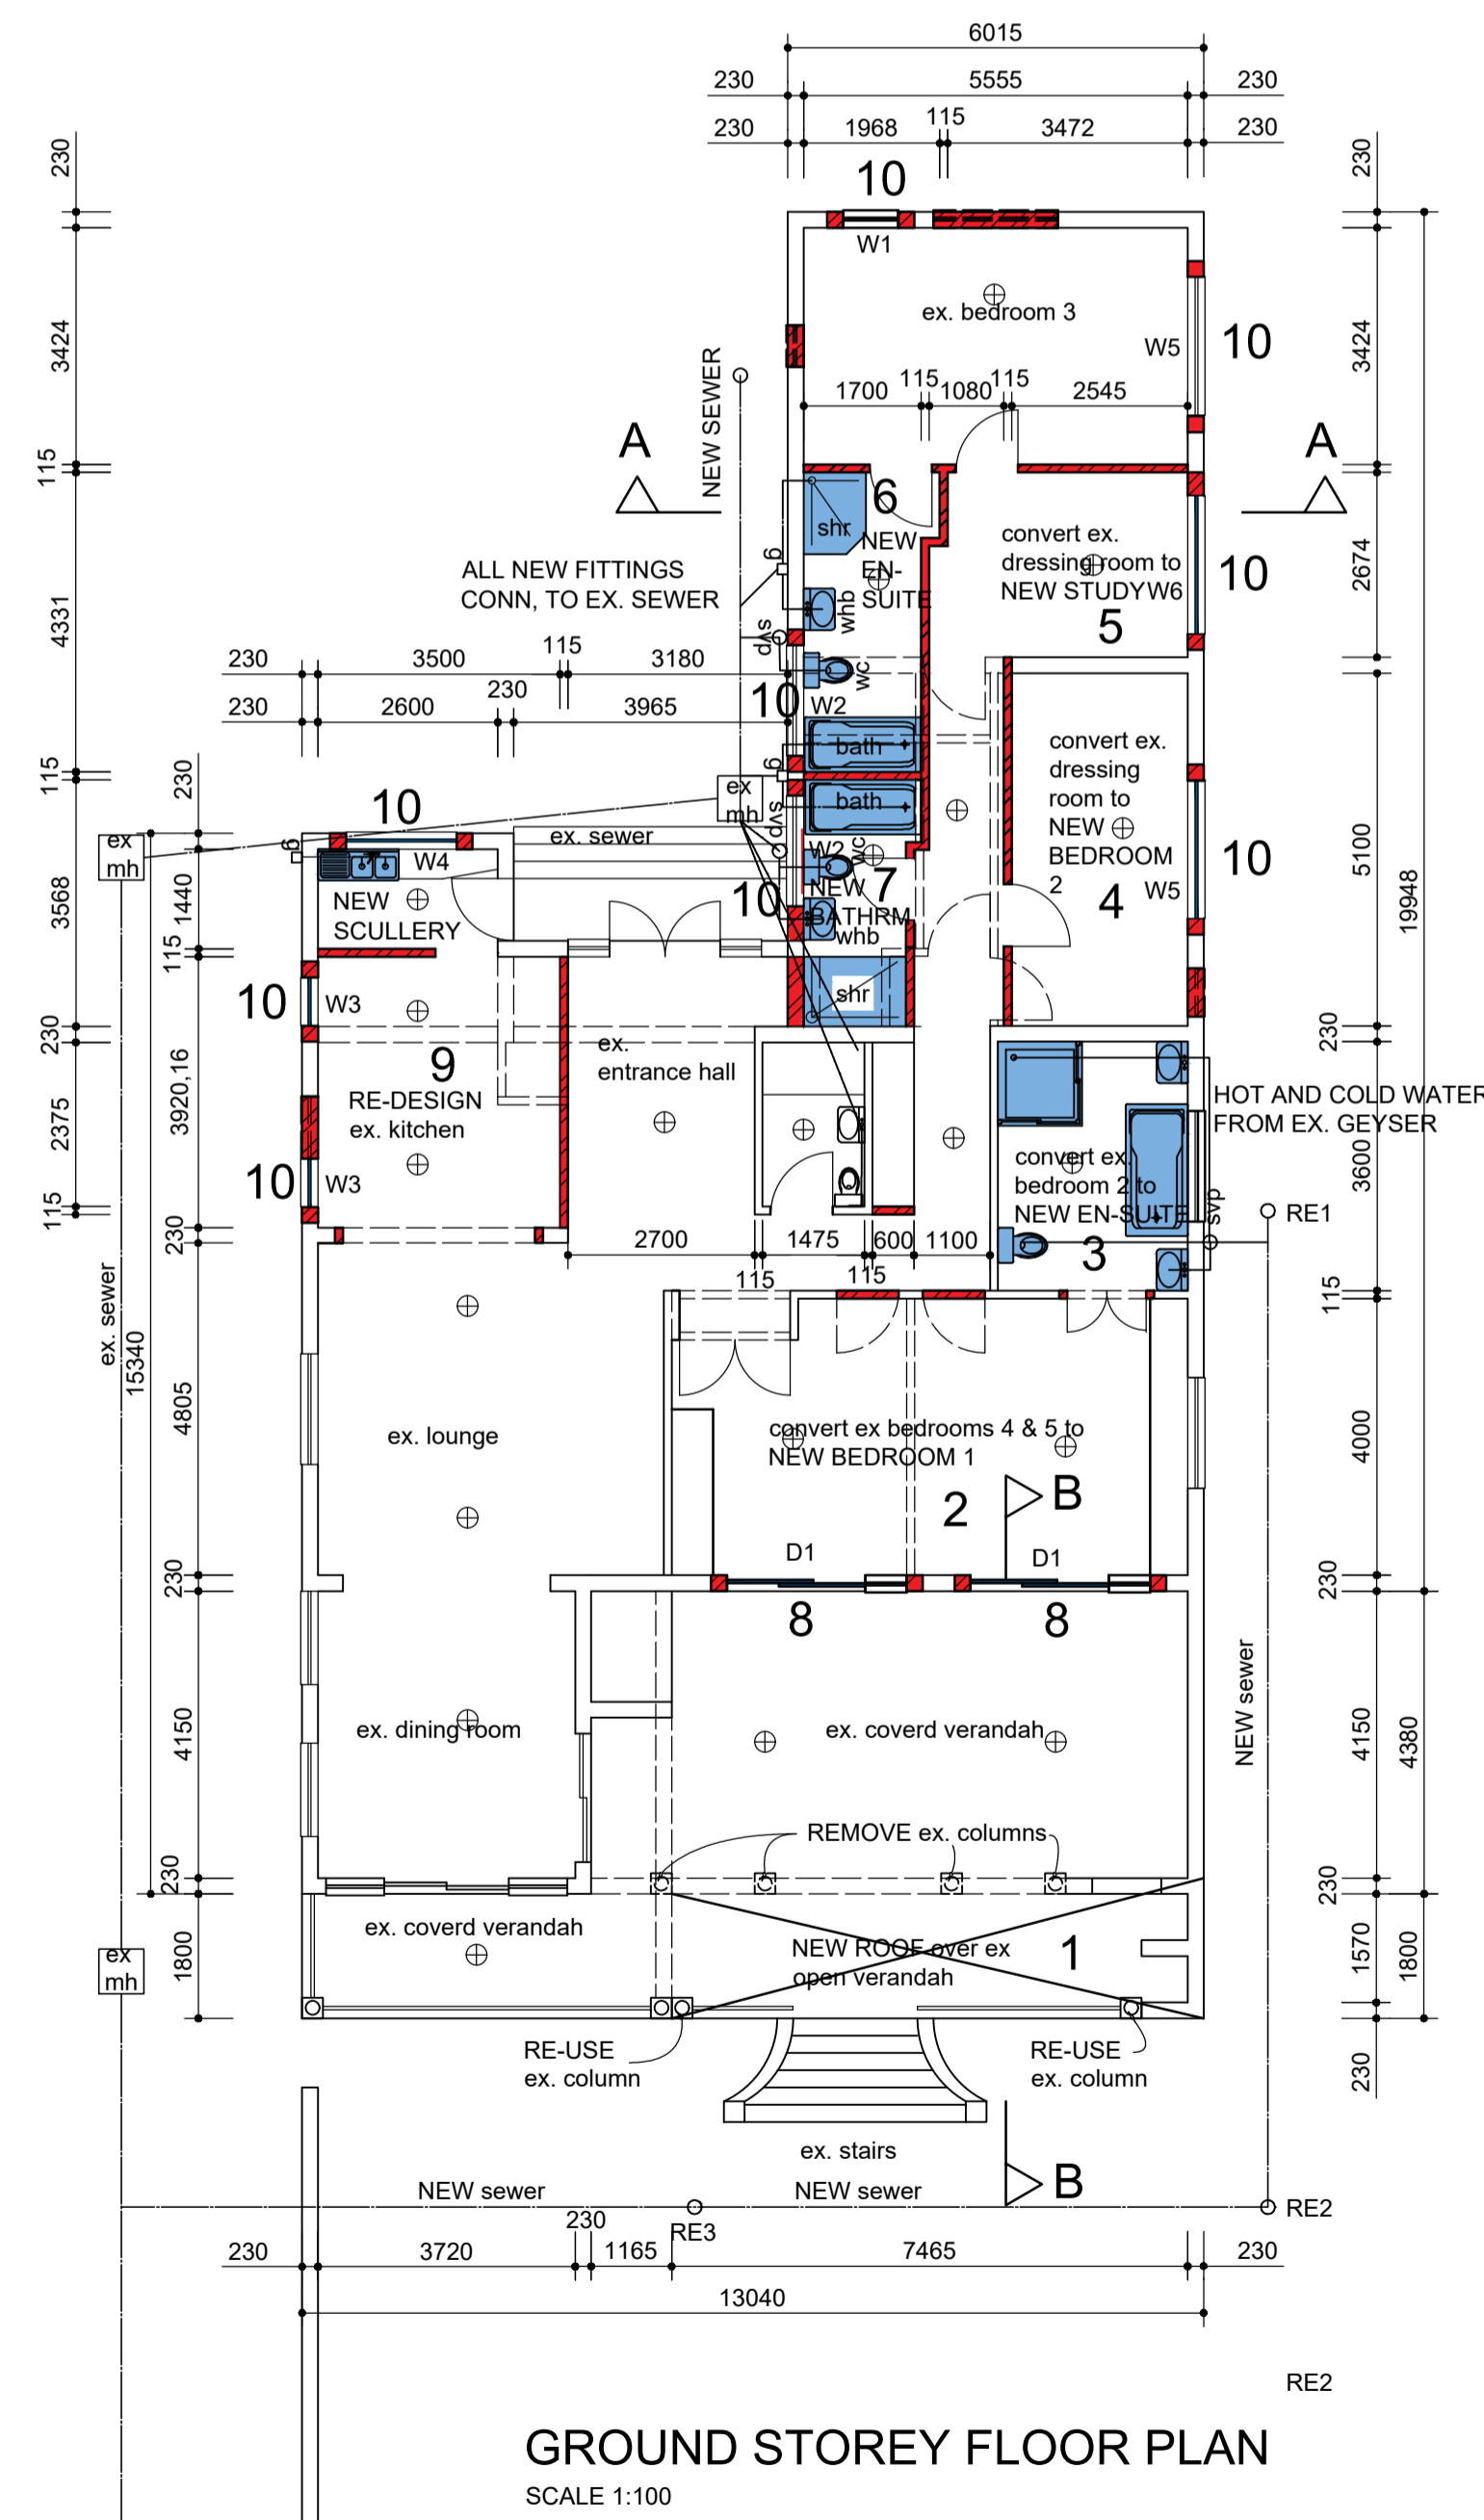 6015
230 5555 230
230 1968 115 3472 230
10
W1
230
230
ex. bedroom 3
W5
10
3424
3424
1700 115 1080 115 2545
NEW SEWER
A
A
115
6
shr
NEW
EN-
SUITE
convert ex.
dressing room to
NEW STUDY W6
10
5
2674
ALL NEW FITTINGS
CONN, TO EX. SEWER
g
whb
svp
wc
4331
230 3500 115 3180
230 2600 230 3965
10
W2
bath
g
115
230
ex
mh
bath
svp
convert ex.
dressing
room to
NEW
BEDROOM
2
4
W5
10
5100
19948
10
ex. sewer
ex
mh
g
W4
NEW
SCULLERY
W2
wc
10
NEW
BATHRM
7
whb
3568
1440
115
shr
10
W3
230
230
ex.
entrance hall
9
RE-DESIGN
ex. kitchen
3920,16
2375
HOT AND COLD WATER
FROM EX. GEYSER
3600
convert ex.
bedroom 2 to
NEW EN-SUITE
3
svp
RE1
10
W3
115
230
2700 1475 600 1100
115 115
115
ex. sewer
15340
4805
ex. lounge
convert ex bedrooms 4 & 5 to
NEW BEDROOM 1
2
B
4000
D1
D1
230
230
8
8
NEW sewer
4150
ex. dining room
ex. coverd verandah
4150
4380
REMOVE ex. columns
230
230
ex. coverd verandah
NEW ROOF over ex
open verandah
1
ex
mh
1800
1570
1800
RE-USE
ex. column
RE-USE
ex. column
230
ex. stairs
B
NEW sewer
NEW sewer
RE3
RE2
230 3720 230 1165 7465 230
13040
RE2
GROUND STOREY FLOOR PLAN
SCALE 1:100